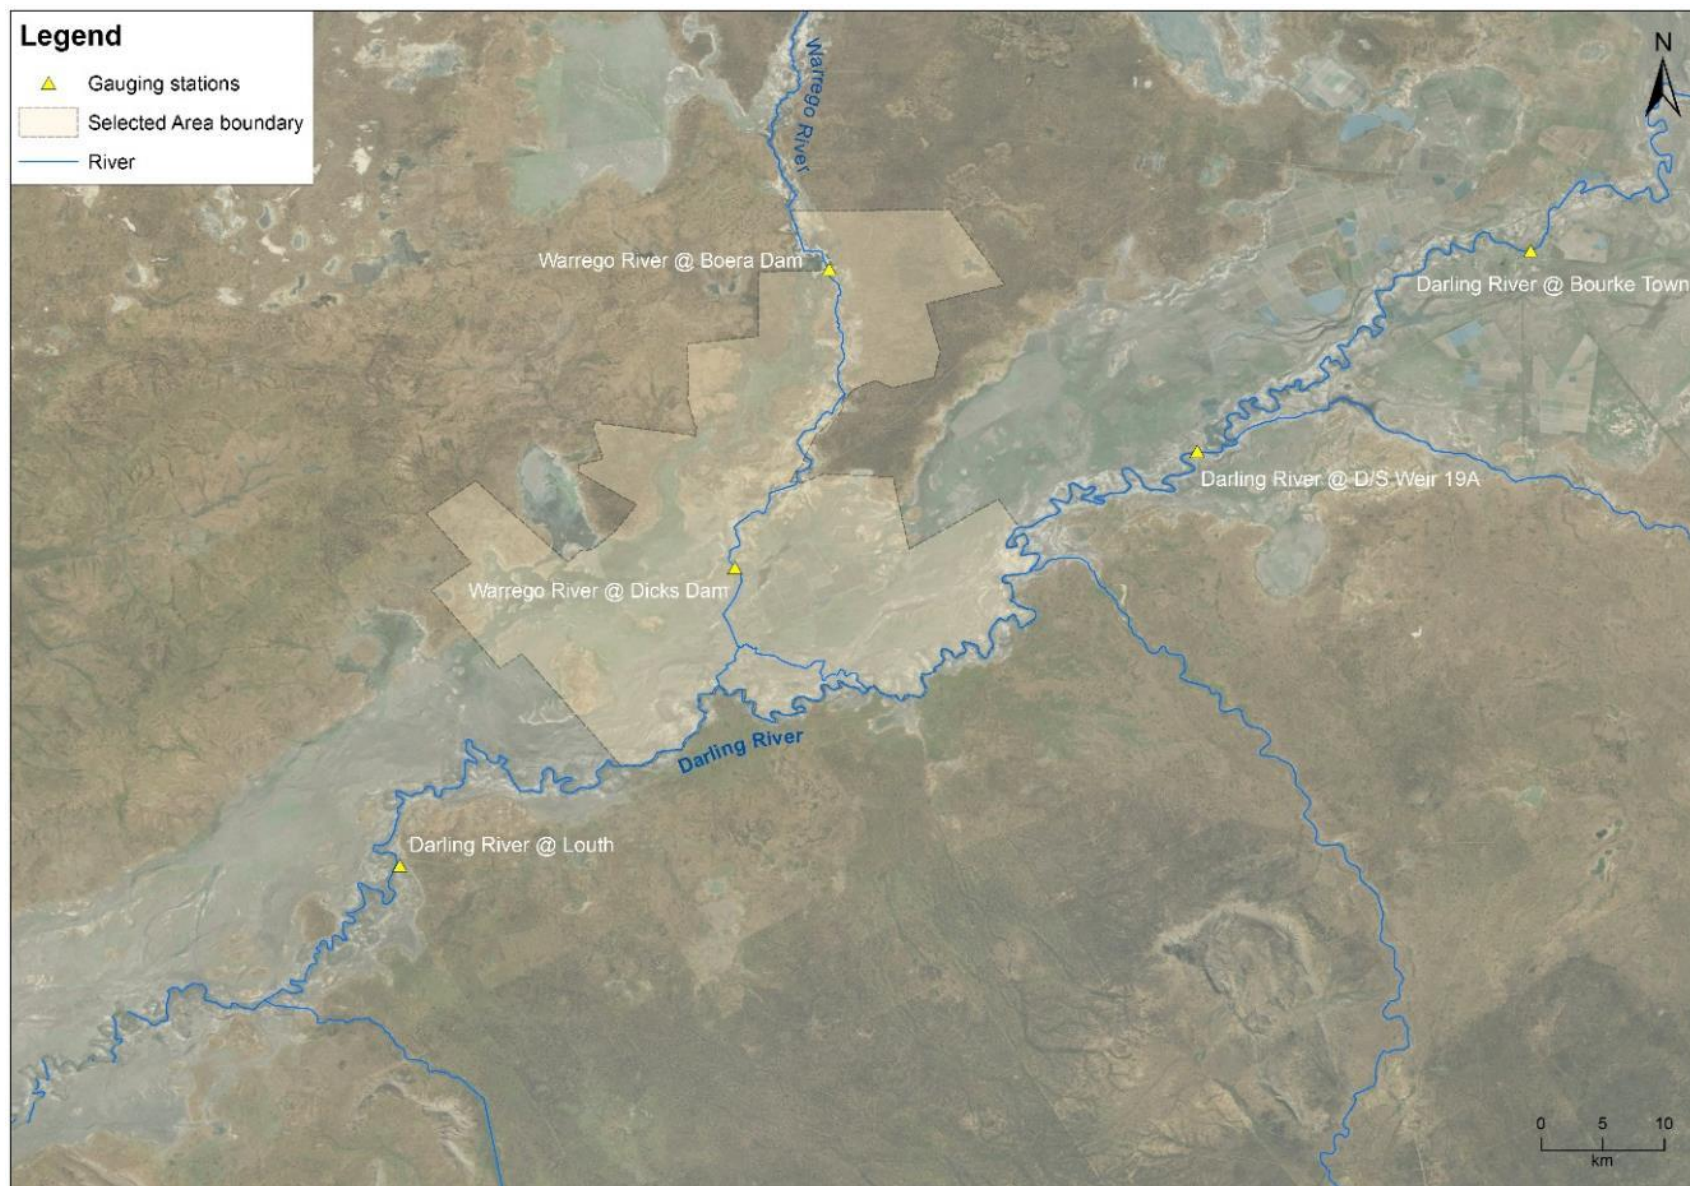 Legend
Gauging stations
Selected Area boundary
River
N
Warrego River
Warrego River @ Boera Dam
Darling River @ Bourke Town
Darling River @ D/S Weir 19A
Warrego River @ Dicks Dam
Darling River
Darling River @ Louth
0 5 10
km